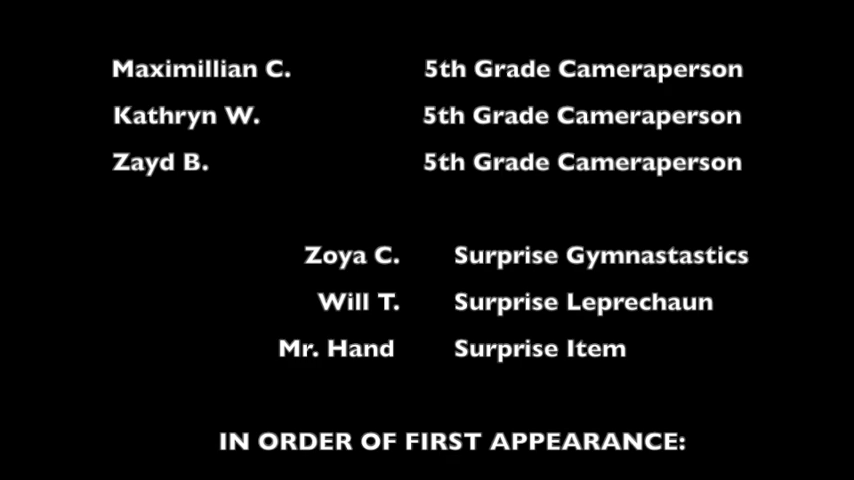 Maximillian C. 5th Grade Cameraperson
Kathryn W. 5th Grade Cameraperson
Zayd B. 5th Grade Cameraperson
Zoya C. Surprise Gymnastastics
Will T. Surprise Leprechaun
Mr. Hand Surprise Item
IN ORDER OF FIRST APPEARANCE: